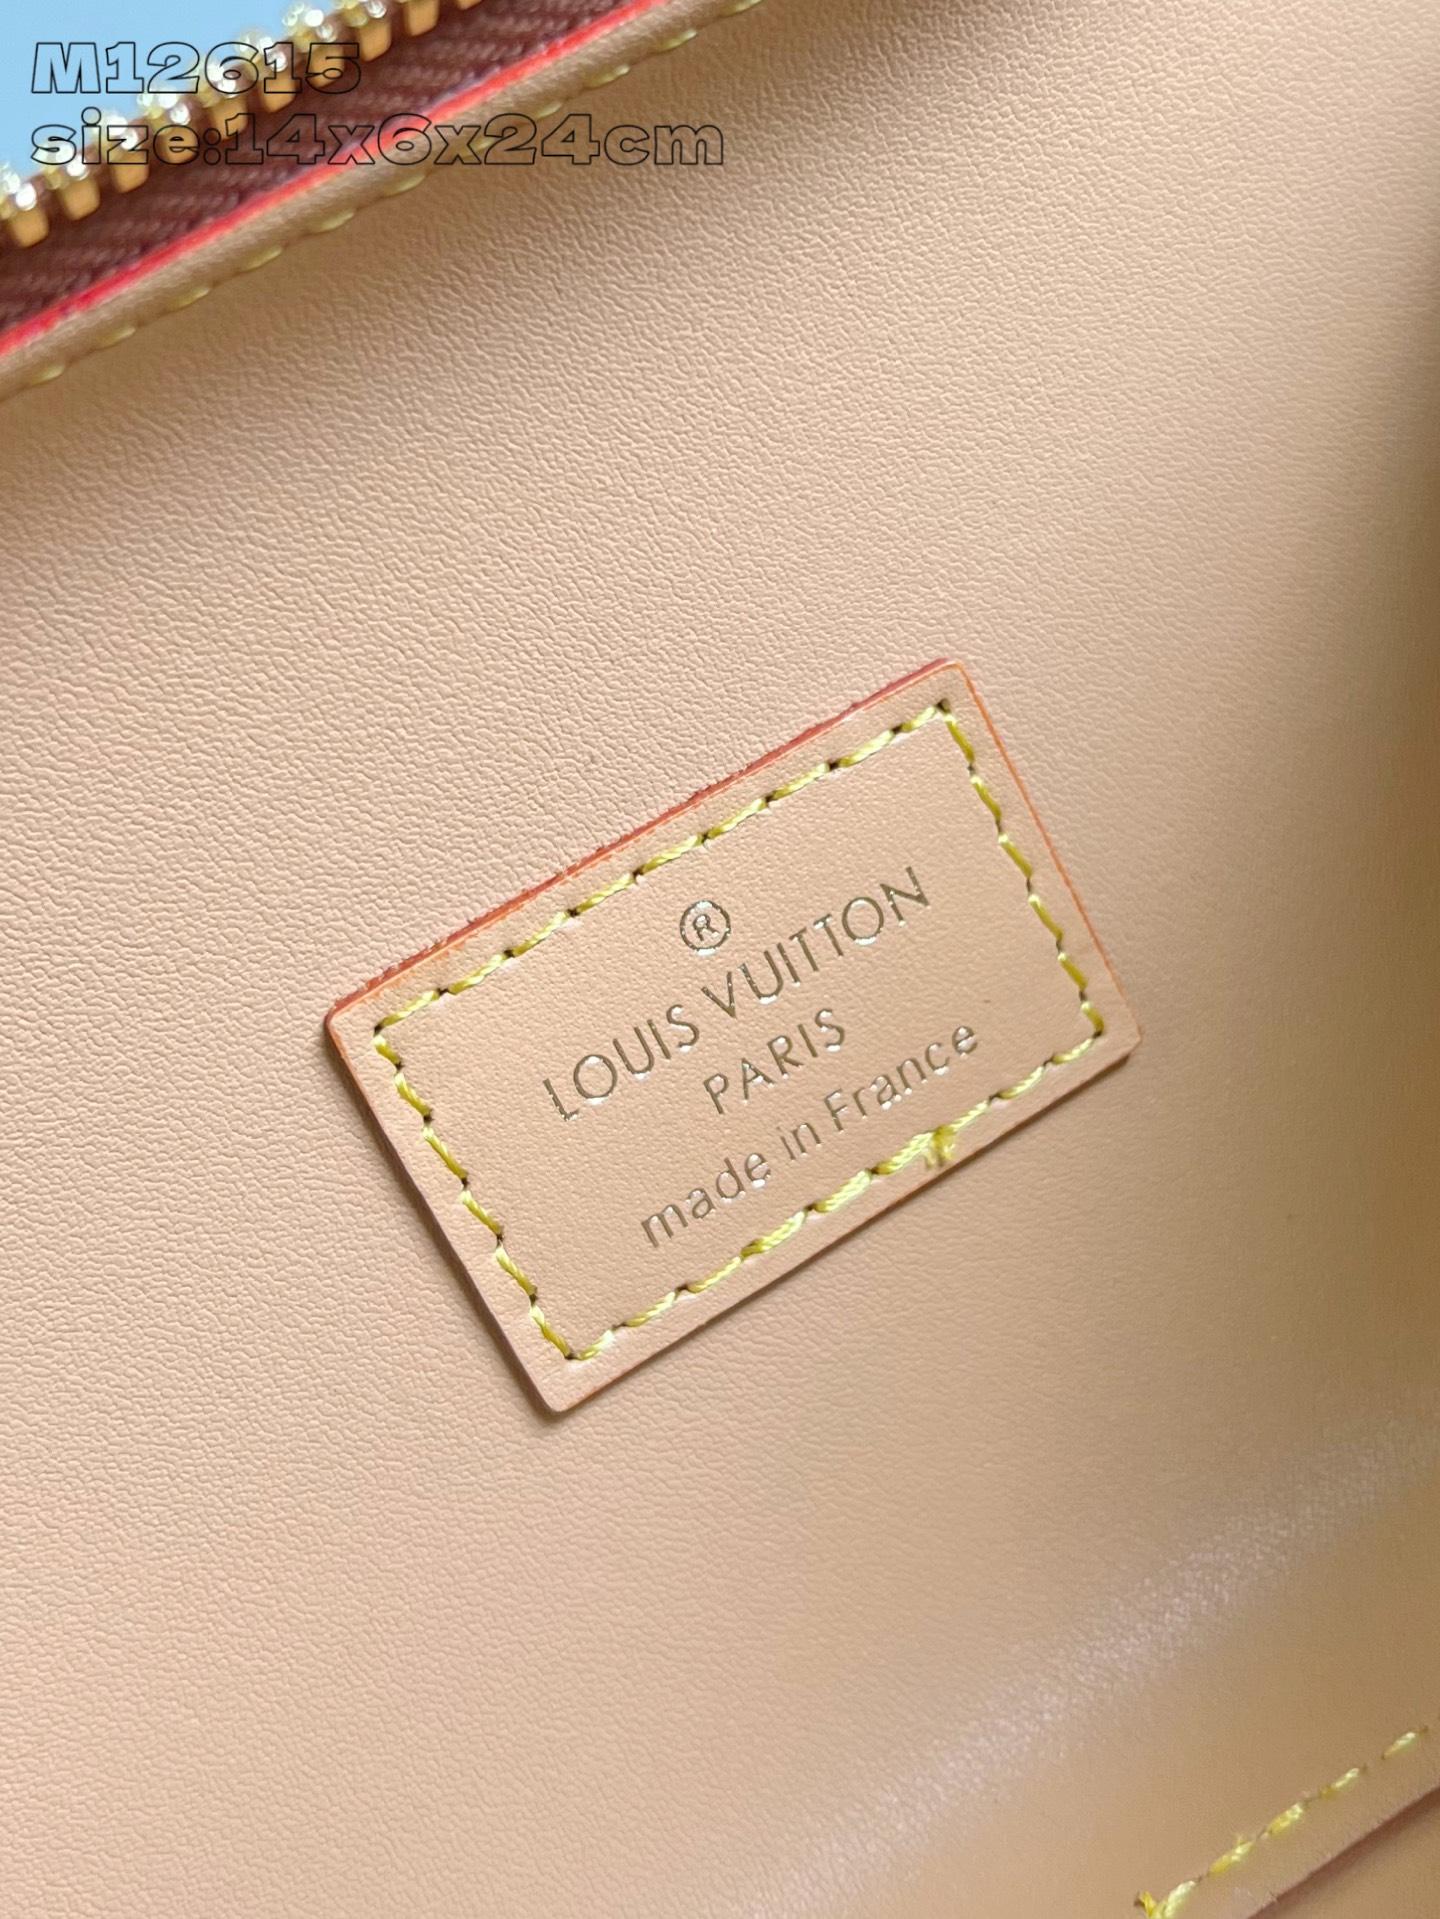 M12615
size:14x6x24cm
®
LOUIS VUITTON
PARIS
made in France